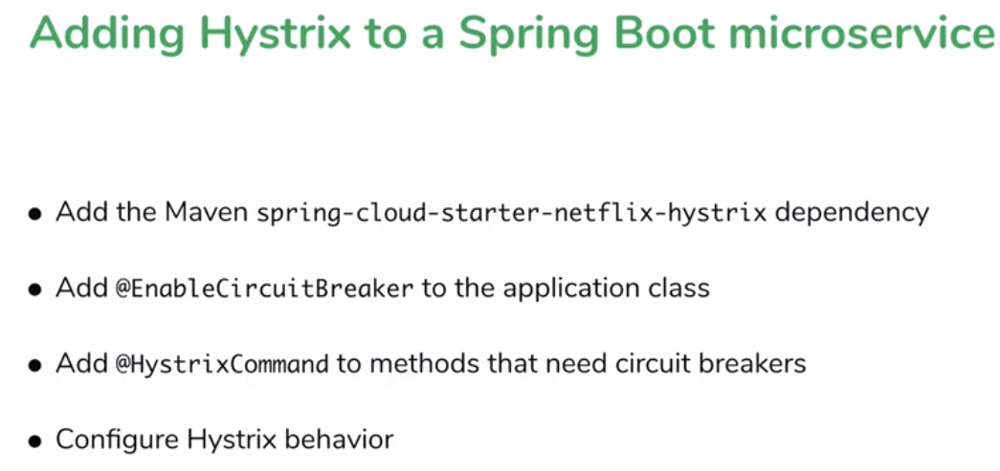 Adding Hystrix to a Spring Boot microservice
● Add the Maven spring-cloud-starter-netflix-hystrix dependency
● Add @EnableCircuitBreaker to the application class
● Add @HystrixCommand to methods that need circuit breakers
● Configure Hystrix behavior